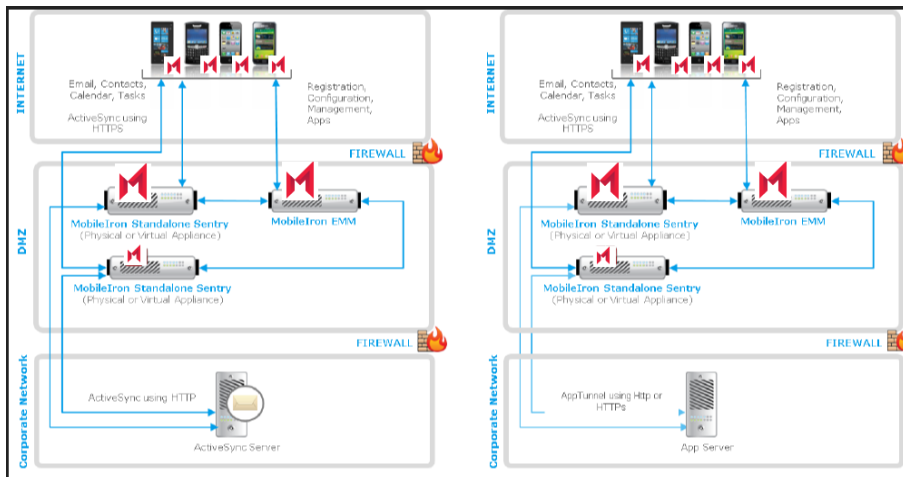 INTERNET
Email, Contacts,
Calendar, Tasks
ActiveSync using
HTTPS
Registration,
Configuration,
Management,
Apps
FIREWALL
DMZ
MobileIron Standalone Sentry
(Physical or Virtual Appliance)
MobileIron EMM
MobileIron Standalone Sentry
(Physical or Virtual Appliance)
FIREWALL
Corporate Network
ActiveSync using HTTP
ActiveSync Server
INTERNET
Email, Contacts,
Calendar, Tasks
ActiveSync using
HTTPS
Registration,
Configuration,
Management,
Apps
FIREWALL
DMZ
MobileIron Standalone Sentry
(Physical or Virtual Appliance)
MobileIron EMM
MobileIron Standalone Sentry
(Physical or Virtual Appliance)
FIREWALL
Corporate Network
AppTunnel using Http or
HTTPs
App Server